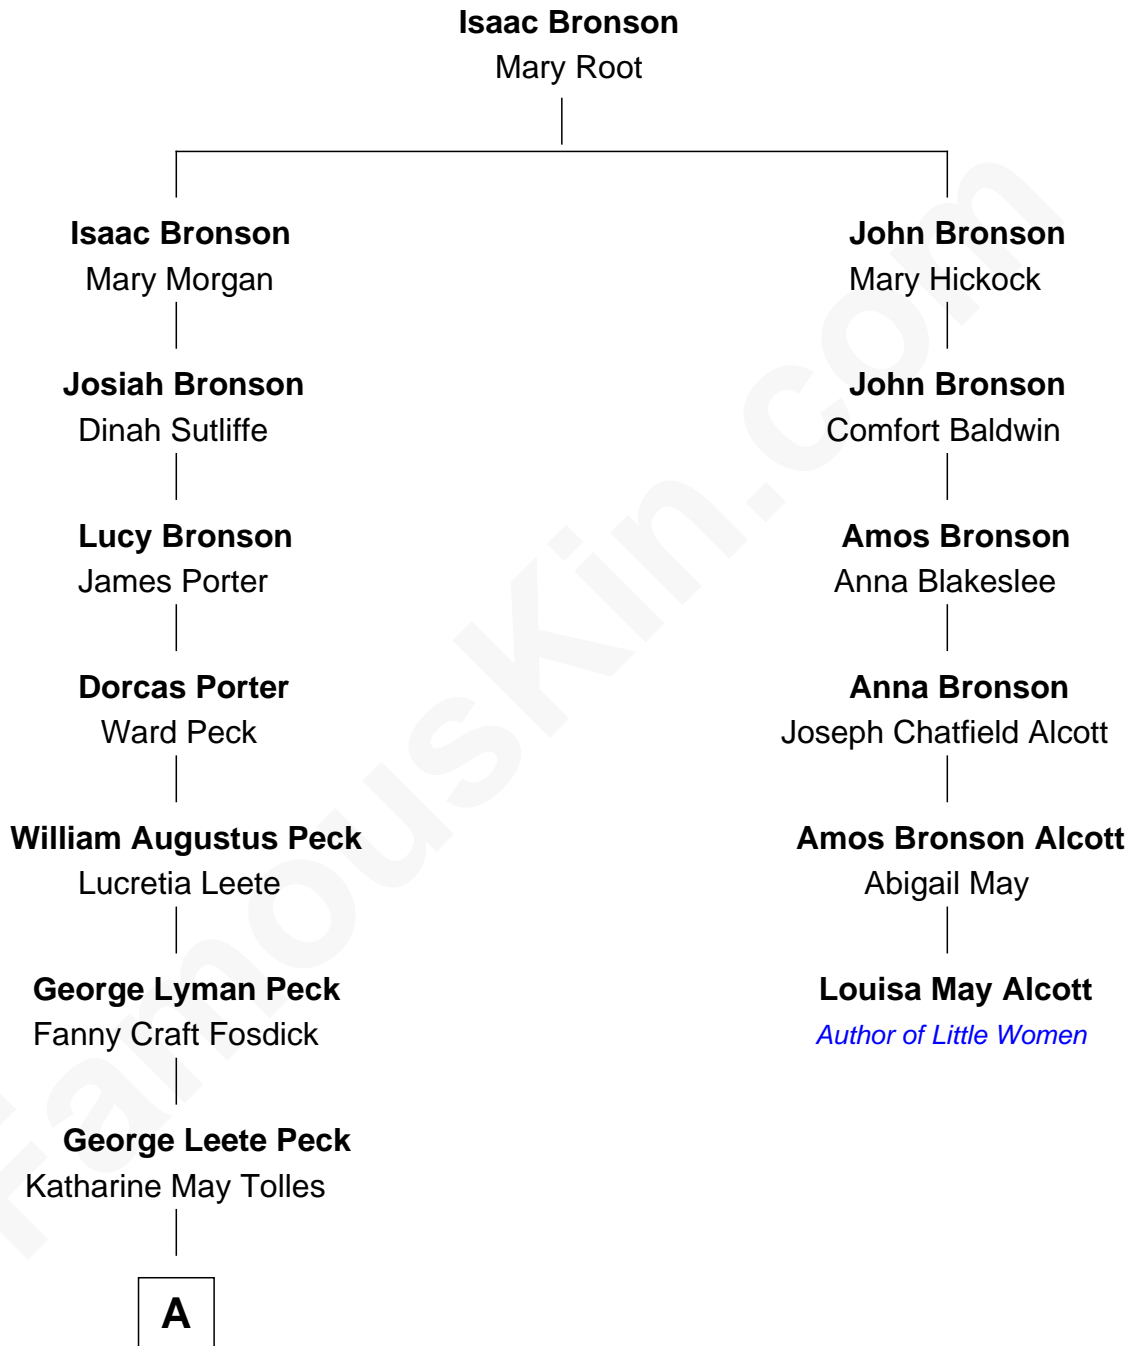 Isaac Bronson
Mary Root
Isaac Bronson
Mary Morgan
John Bronson
Mary Hickock
Josiah Bronson
Dinah Sutliffe
John Bronson
Comfort Baldwin
Lucy Bronson
James Porter
Amos Bronson
Anna Blakeslee
Dorcas Porter
Ward Peck
Anna Bronson
Joseph Chatfield Alcott
William Augustus Peck
Lucretia Leete
Amos Bronson Alcott
Abigail May
George Lyman Peck
Fanny Craft Fosdick
Louisa May Alcott
Author of Little Women
George Leete Peck
Katharine May Tolles
A
FamousKin.com